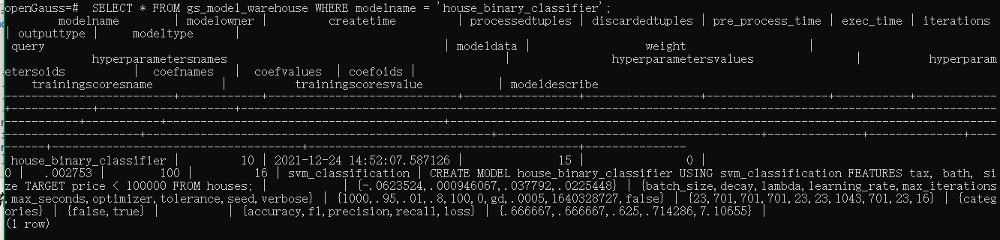 openGauss=#  SELECT * FROM gs_model_warehouse WHERE modelname = 'house_binary_classifier';
modelname | modelowner | createtime | processedtuples | discardedtuples | pre_process_time | exec_time | iterations
| outputtype | modeltype |
query | modeldata | weight |
hyperparametersnames | hyperparametersvalues | hyperparam
etersoids | coefnames | coefvalues | coefoids |
trainingscoresname | trainingscoresvalue | modeldescribe
house_binary_classifier | 10 | 2021-12-24 14:52:07.587126 | 15 | 0 |
0 | .002753 | 100 | 16 | svm_classification | CREATE MODEL house_binary_classifier USING svm_classification FEATURES tax, bath, si
ze TARGET price < 100000 FROM houses; | | {-.0623524,.000946067,.037792,.0225448} | {batch_size,decay,lambda,learning_rate,max_iterations
,max_seconds,optimizer,tolerance,seed,verbose} | {1000,.95,.01,.8,100,0,gd,.0005,1640328727,false} | {23,701,701,701,23,23,1043,701,23,16} | {categ
ories} | {false,true} | | {accuracy,f1,precision,recall,loss} | {.666667,.666667,.625,.714286,7.10655} |
(1 row)